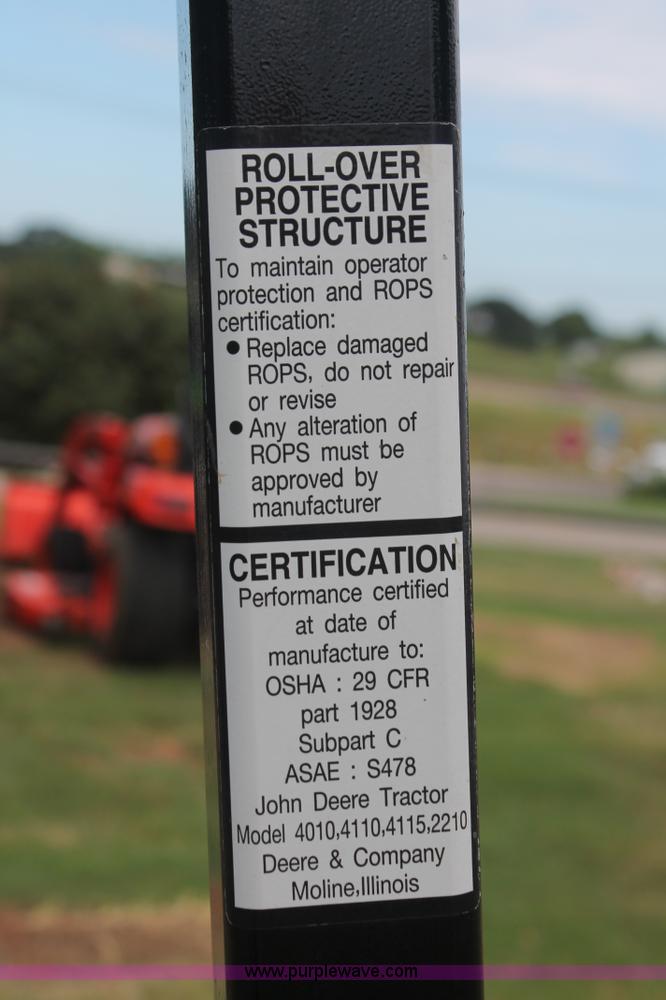 ROLL-OVER
PROTECTIVE
STRUCTURE
To maintain operator
protection and ROPS
certification:
● Replace damaged
ROPS, do not repair
or revise
● Any alteration of
ROPS must be
approved by
manufacturer
CERTIFICATION
Performance certified
at date of
manufacture to:
OSHA : 29 CFR
part 1928
Subpart C
ASAE : S478
John Deere Tractor
Model 4010,4110,4115,2210
Deere & Company
Moline,Illinois
www.purplewave.com